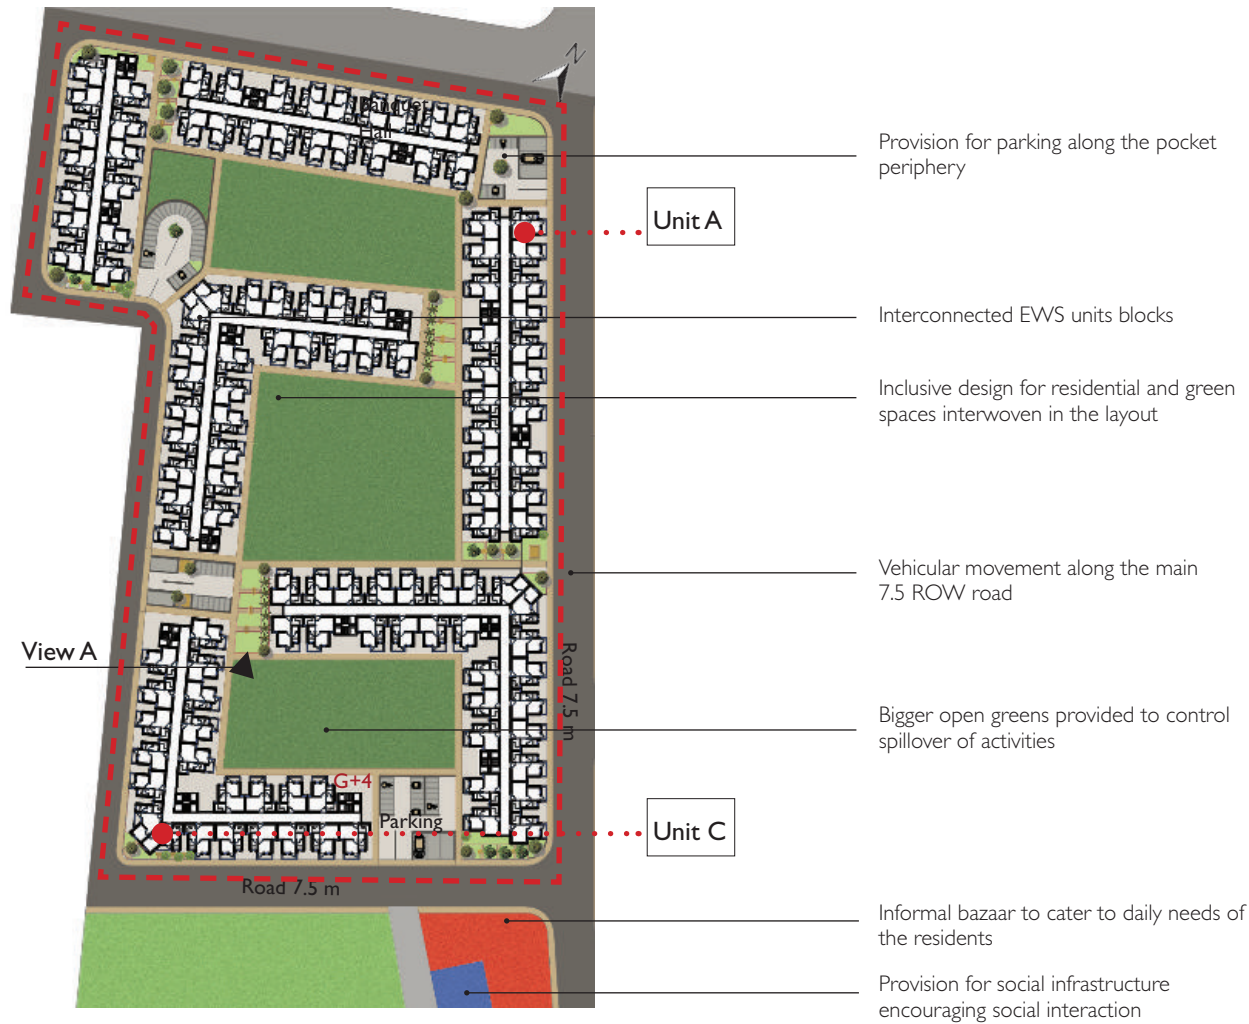 N
Banquet
Hall
Provision for parking along the pocket
periphery
Unit A
Interconnected EWS units blocks
Inclusive design for residential and green
spaces interwoven in the layout
Vehicular movement along the main
7.5 ROW road
View A
Road 7.5 m
Bigger open greens provided to control
spillover of activities
G+4
Parking
Unit C
Road 7.5 m
Informal bazaar to cater to daily needs of
the residents
Provision for social infrastructure
encouraging social interaction